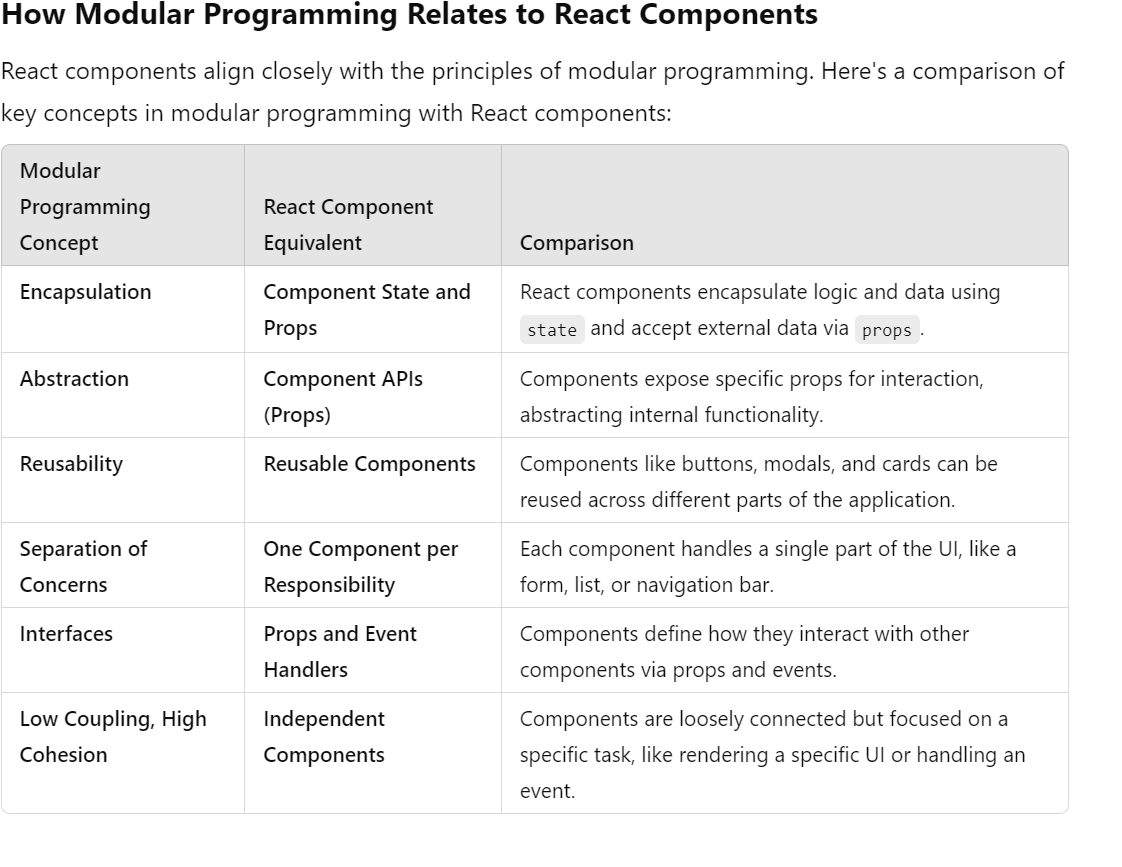 How Modular Programming Relates to React Components
React components align closely with the principles of modular programming. Here's a comparison of
key concepts in modular programming with React components:
Modular
Programming
Concept
React Component
Equivalent
Comparison
Encapsulation
Component State and
Props
React components encapsulate logic and data using
state and accept external data via props.
Abstraction
Component APIs
(Props)
Components expose specific props for interaction,
abstracting internal functionality.
Reusability
Reusable Components
Components like buttons, modals, and cards can be
reused across different parts of the application.
Separation of
Concerns
One Component per
Responsibility
Each component handles a single part of the UI, like a
form, list, or navigation bar.
Interfaces
Props and Event
Handlers
Components define how they interact with other
components via props and events.
Low Coupling, High
Cohesion
Independent
Components
Components are loosely connected but focused on a
specific task, like rendering a specific UI or handling an
event.